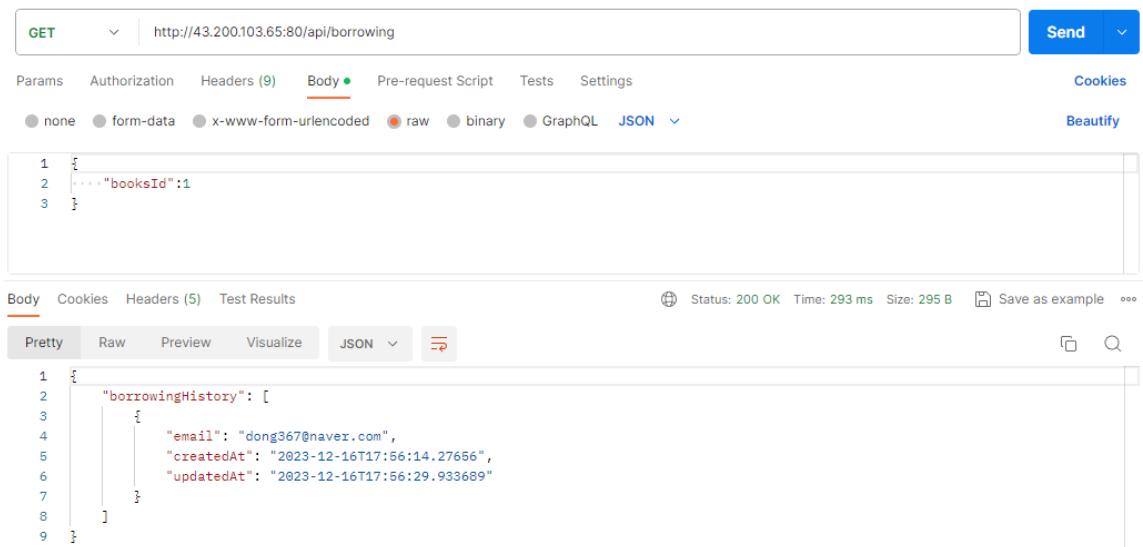 GET http://43.200.103.65:80/api/borrowing Send
Params Authorization Headers (9) Body Pre-request Script Tests Settings Cookies
none form-data x-www-form-urlencoded raw binary GraphQL JSON Beautify
1 {
2 "booksId":1
3 }
Body Cookies Headers (5) Test Results Status: 200 OK Time: 293 ms Size: 295 B Save as example
Pretty Raw Preview Visualize JSON
1 {
2 "borrowingHistory": [
3 {
4 "email": "dong367@naver.com",
5 "createdAt": "2023-12-16T17:56:14.27656",
6 "updatedAt": "2023-12-16T17:56:29.933689"
7 }
8 ]
9 }